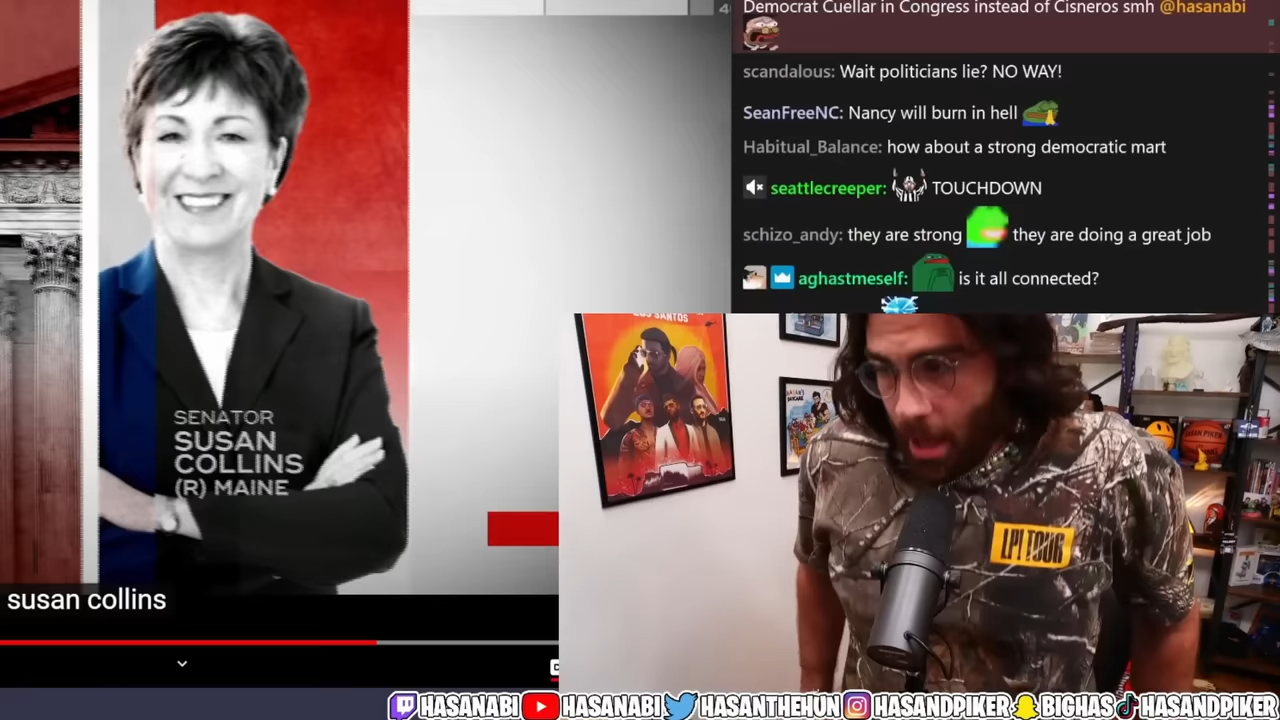 Democrat Cuellar in Congress instead of Cisneros smh @hasanabi
scandalous: Wait politicians lie? NO WAY!
SeanFreeNC: Nancy will burn in hell
Habitual_Balance: how about a strong democratic mart
seattlecreeper: TOUCHDOWN
schizo_andy: they are strong they are doing a great job
aghastmeself: is it all connected?
SENATOR
SUSAN
COLLINS
(R) MAINE
susan collins
LOS SANTOS
LPI TOUR
HASAN PIKER
HASANABI HASANABI HASANTHEHUN HASANDPIKER BIGHAS HASANDPIKER